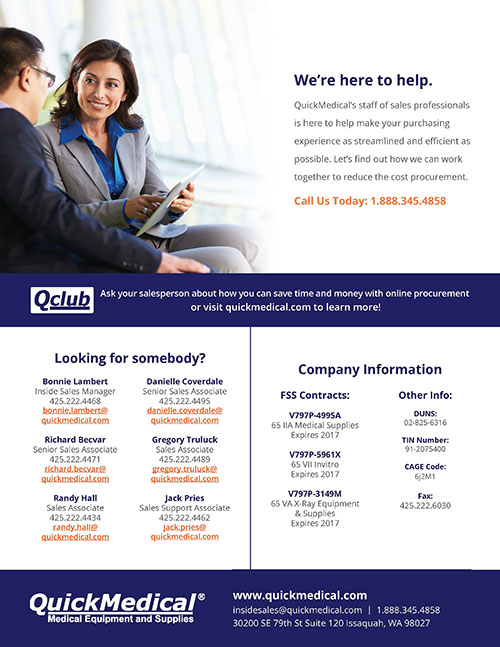 We're here to help.
QuickMedical's staff of sales professionals
is here to help make your purchasing
experience as streamlined and efficient as
possible. Let's find out how we can work
together to reduce the cost procurement.
Call Us Today: 1.888.345.4858
Qclub
Ask your salesperson about how you can save time and money with online procurement
or visit quickmedical.com to learn more!
Looking for somebody?
Bonnie Lambert
Inside Sales Manager
425.222.4468
bonnie.lambert@
quickmedical.com
Danielle Coverdale
Senior Sales Associate
425.222.4495
danielle.coverdale@
quickmedical.com
Richard Becvar
Senior Sales Associate
425.222.4471
richard.becvar@
quickmedical.com
Gregory Truluck
Sales Associate
425.222.4489
gregory.truluck@
quickmedical.com
Randy Hall
Sales Associate
425.222.4434
randy.hall@
quickmedical.com
Jack Pries
Sales Support Associate
425.222.4462
jack.pries@
quickmedical.com
Company Information
FSS Contracts:
V797P-4995A
65 IIA Medical Supplies
Expires 2017
V797P-5961X
65 VII Invitro
Expires 2017
V797P-3149M
65 VA X-Ray Equipment
& Supplies
Expires 2017
Other Info:
DUNS:
02-825-6316
TIN Number:
91-2075400
CAGE Code:
6J2M1
Fax:
425.222.6030
QuickMedical®
Medical Equipment and Supplies
www.quickmedical.com
insidesales@quickmedical.com | 1.888.345.4858
30200 SE 79th St Suite 120 Issaquah, WA 98027